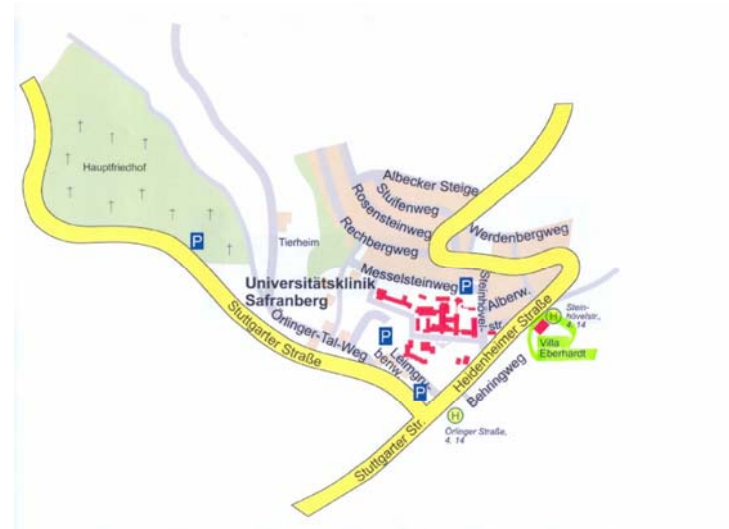 Albecker Steige
Stuifenweg
Rosensteinweg
Rechbergweg
Werdenbergweg
Messelsteinweg
Hauptfriedhof
P
Tierheim
Universitätsklinik
Safranberg
P
Steinhövel-
str.
Alberw.
H
Stein-
hövelstr.,
4, 14
Örlinger-Tal-Weg
Stuttgarter Straße
P
Leimgru-
benw.
Heidenheimer Straße
Villa
Eberhardt
Behringweg
P
H
Örlinger Straße,
4, 14
Stuttgarter Str.